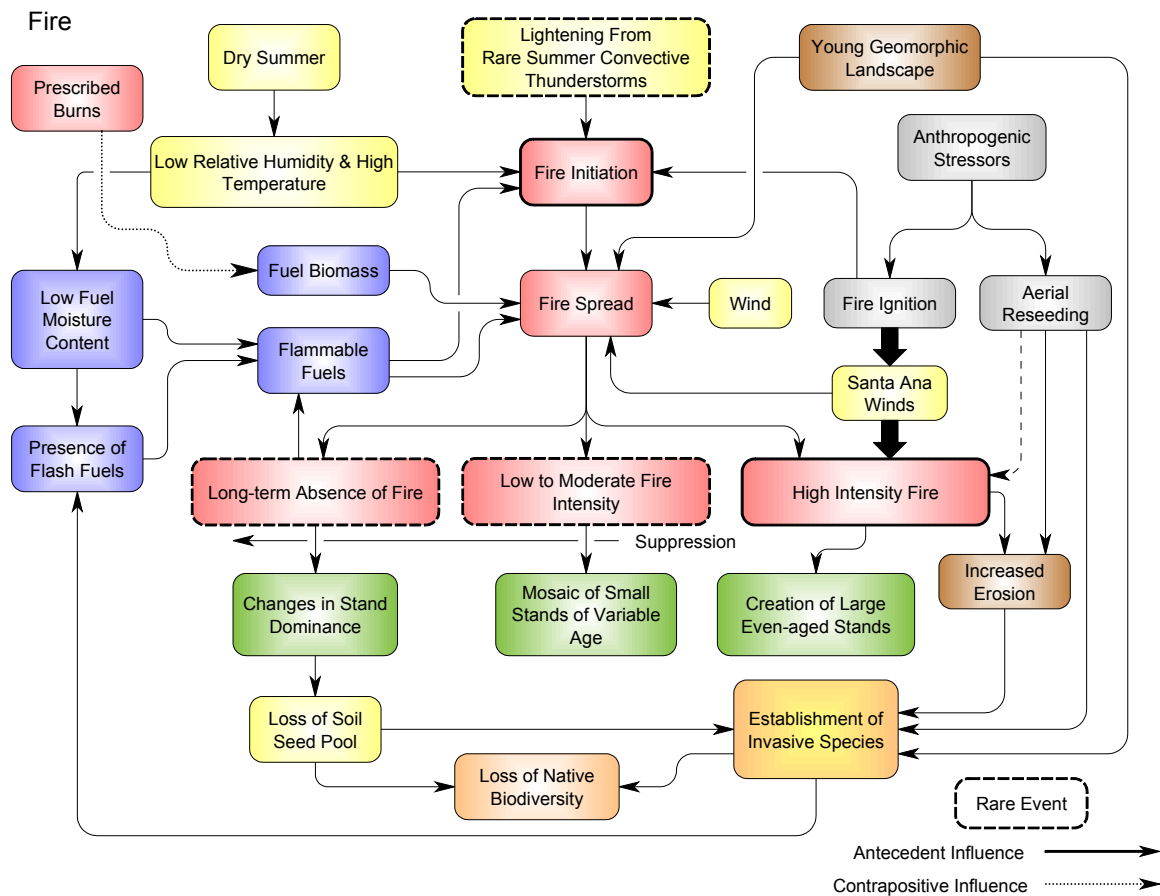 Fire
Dry Summer
Lightening From
Rare Summer Convective
Thunderstorms
Young Geomorphic
Landscape
Prescribed
Burns
Low Relative Humidity & High
Temperature
Fire Initiation
Anthropogenic
Stressors
Fuel Biomass
Low Fuel
Moisture
Content
Fire Spread
Wind
Fire Ignition
Aerial
Reseeding
Flammable
Fuels
Santa Ana
Winds
Presence of
Flash Fuels
Long-term Absence of Fire
Low to Moderate Fire
Intensity
High Intensity Fire
Suppression
Changes in Stand
Dominance
Mosaic of Small
Stands of Variable
Age
Creation of Large
Even-aged Stands
Increased
Erosion
Loss of Soil
Seed Pool
Establishment of
Invasive Species
Loss of Native
Biodiversity
Rare Event
Antecedent Influence
Contrapositive Influence